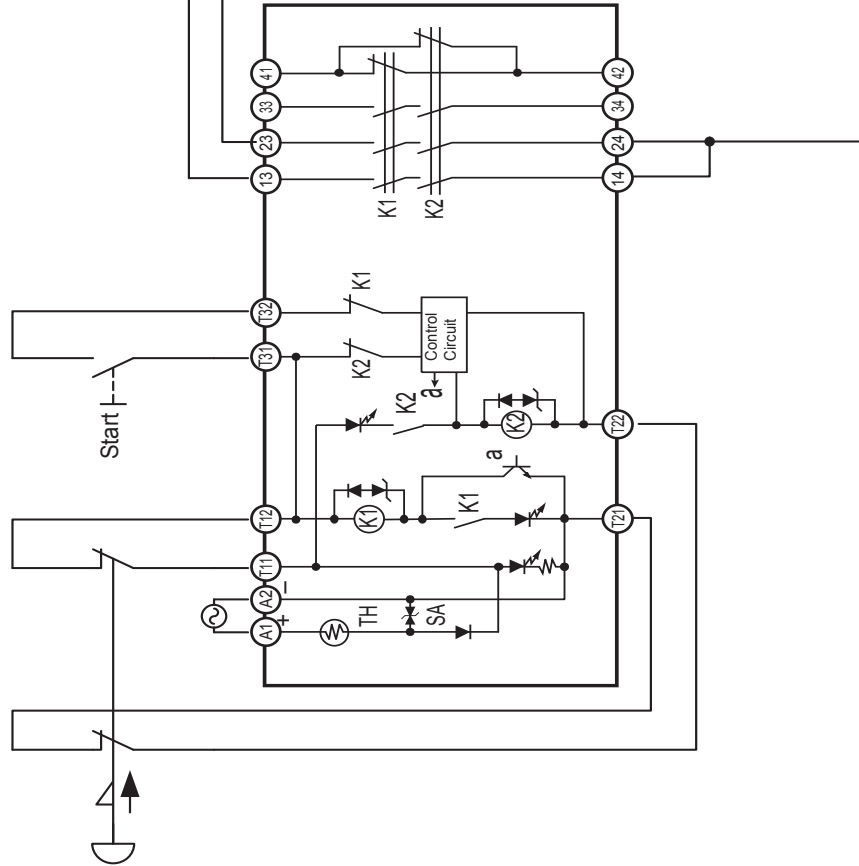 41
33
23
13
42
34
24
14
K1
K2
T32
T31
K1
K2
Control
Circuit
a
K2
Start
K2
T22
a
T12
K1
K1
T21
T11
A2
–
A1
+
TH
SA